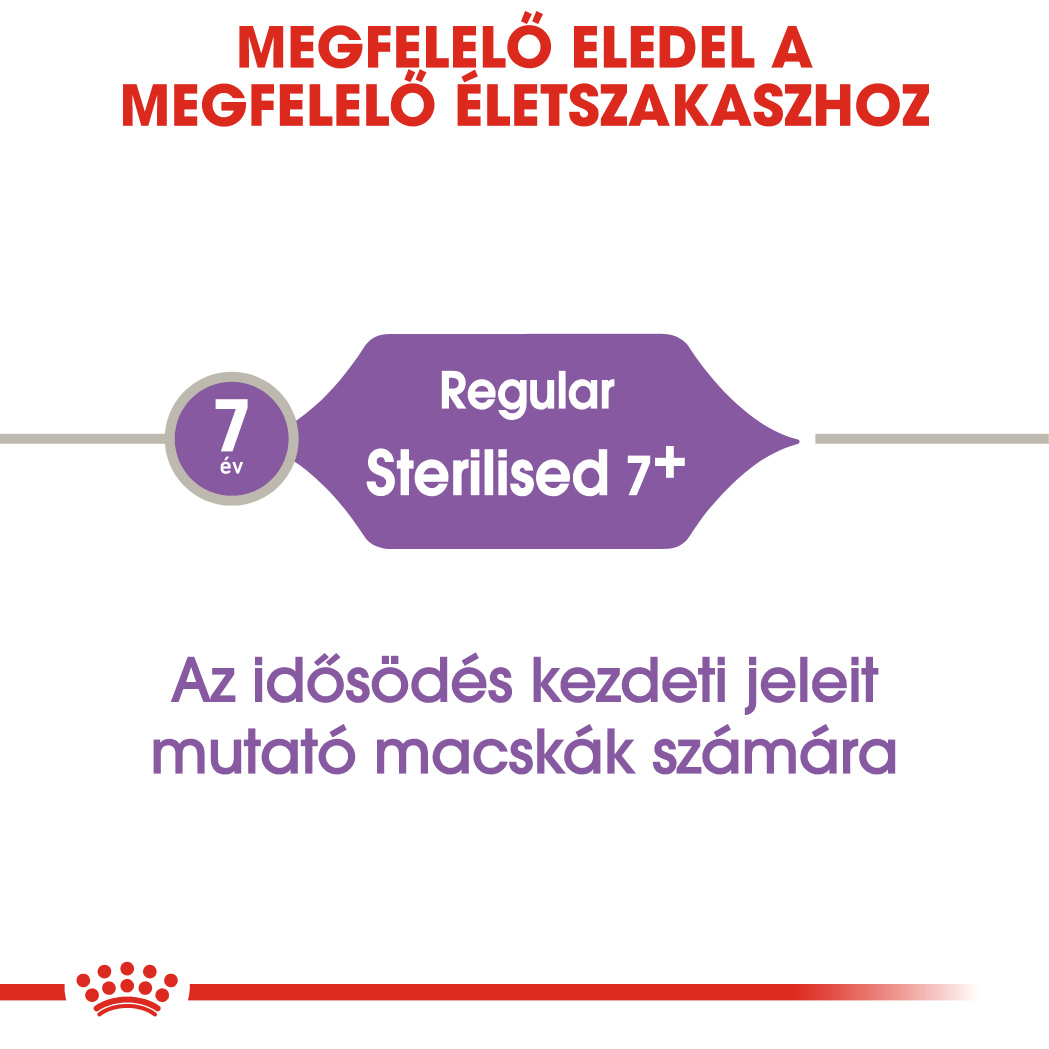 MEGFELELŐ ELEDEL A
MEGFELELŐ ÉLETSZAKASZHOZ
7
év
Regular
Sterilised 7+
Az idősödés kezdeti jeleit
mutató macskák számára